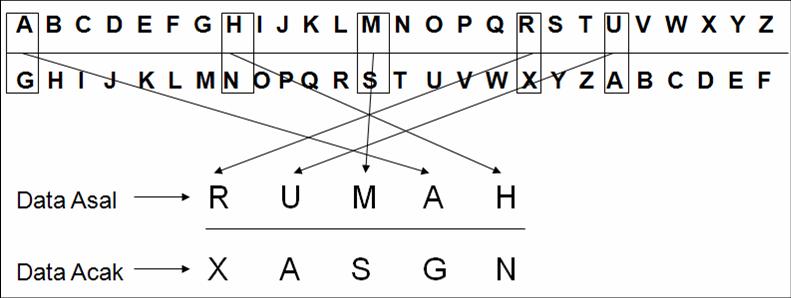 A B C D E F G H I J K L M N O P Q R S T U V W X Y Z
G H I J K L M N O P Q R S T U V W X Y Z A B C D E F
Data Asal R U M A H
Data Acak X A S G N